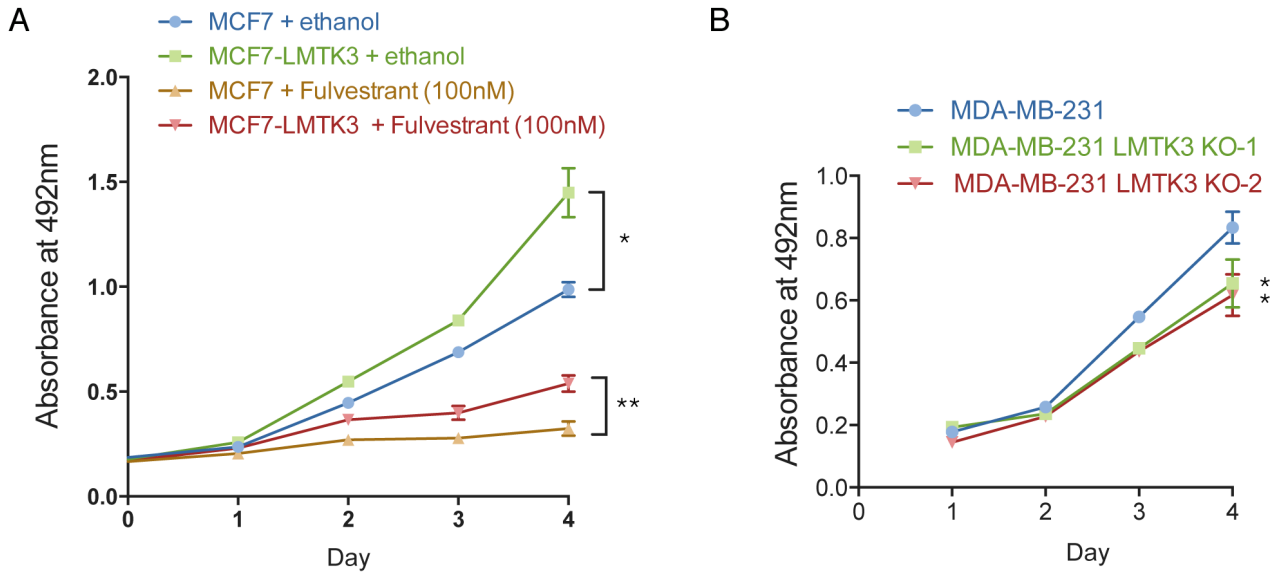 A
MCF7 + ethanol
MCF7-LMTK3 + ethanol
MCF7 + Fulvestrant (100nM)
MCF7-LMTK3 + Fulvestrant (100nM)
Absorbance at 492nm
2.0
1.5
1.0
0.5
0.0
0 1 2 3 4
Day
*
**
B
MDA-MB-231
MDA-MB-231 LMTK3 KO-1
MDA-MB-231 LMTK3 KO-2
Absorbance at 492nm
1.0
0.8
0.6
0.4
0.2
0.0
0 1 2 3 4
Day
*
*